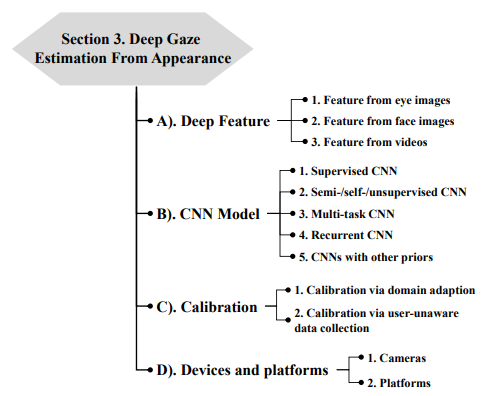 Section 3. Deep Gaze
Estimation From Appearance
A). Deep Feature
1. Feature from eye images
2. Feature from face images
3. Feature from videos
B). CNN Model
1. Supervised CNN
2. Semi-/self-/unsupervised CNN
3. Multi-task CNN
4. Recurrent CNN
5. CNNs with other priors
C). Calibration
1. Calibration via domain adaption
2. Calibration via user-unaware
data collection
D). Devices and platforms
1. Cameras
2. Platforms